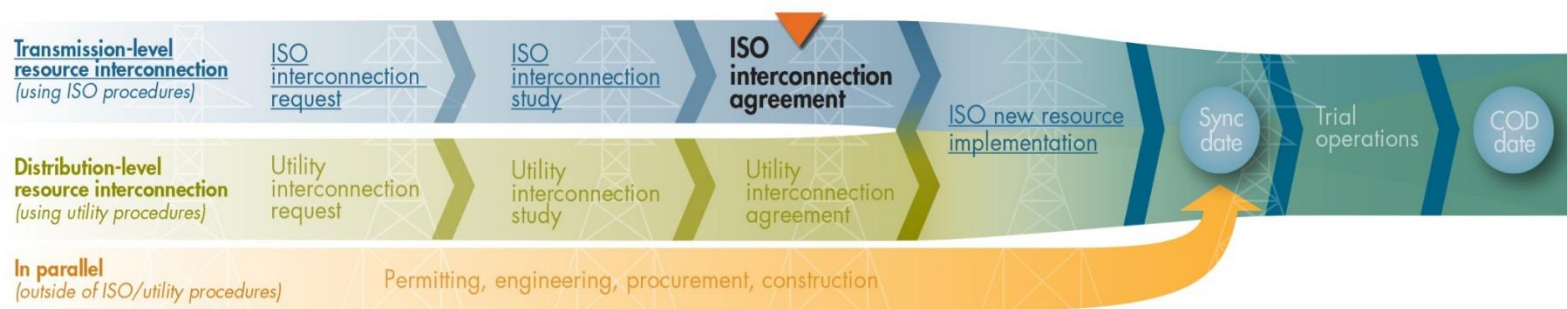 Transmission-level
resource interconnection
(using ISO procedures)
ISO
interconnection
request
ISO
interconnection
study
ISO
interconnection
agreement
Distribution-level
resource interconnection
(using utility procedures)
Utility
interconnection
request
Utility
interconnection
study
Utility
interconnection
agreement
ISO new resource
implementation
Sync
date
Trial
operations
COD
date
In parallel
(outside of ISO/utility procedures)
Permitting, engineering, procurement, construction